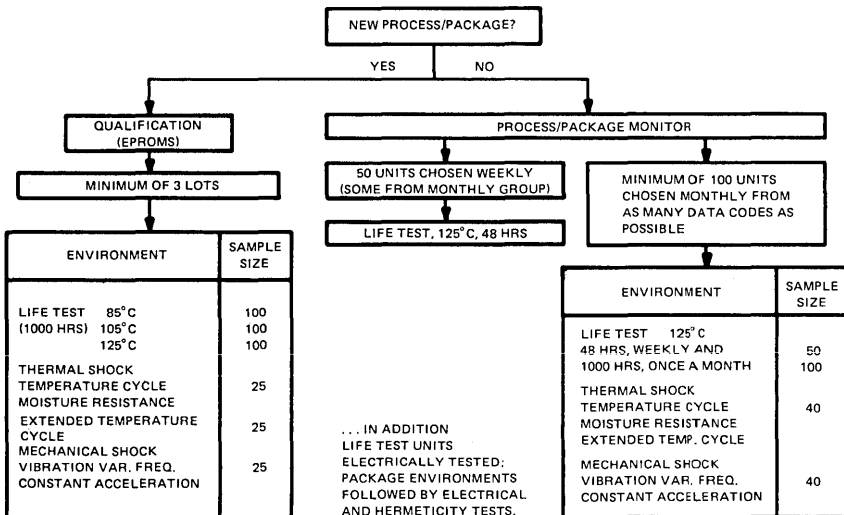 NEW PROCESS/PACKAGE?
YES NO
QUALIFICATION
(EPROMS)
MINIMUM OF 3 LOTS
ENVIRONMENT SAMPLE
SIZE
LIFE TEST 85°C 100
(1000 HRS) 105°C 100
125°C 100
THERMAL SHOCK
TEMPERATURE CYCLE 25
MOISTURE RESISTANCE
EXTENDED TEMPERATURE 25
CYCLE
MECHANICAL SHOCK
VIBRATION VAR. FREQ. 25
CONSTANT ACCELERATION
PROCESS/PACKAGE MONITOR
50 UNITS CHOSEN WEEKLY
(SOME FROM MONTHLY GROUP)
LIFE TEST, 125°C, 48 HRS
MINIMUM OF 100 UNITS
CHOSEN MONTHLY FROM
AS MANY DATA CODES AS
POSSIBLE
ENVIRONMENT SAMPLE
SIZE
LIFE TEST 125°C
48 HRS, WEEKLY AND 50
1000 HRS, ONCE A MONTH 100
THERMAL SHOCK
TEMPERATURE CYCLE 40
MOISTURE RESISTANCE
EXTENDED TEMP. CYCLE
MECHANICAL SHOCK
VIBRATION VAR. FREQ. 40
CONSTANT ACCELERATION
... IN ADDITION
LIFE TEST UNITS
ELECTRICALLY TESTED;
PACKAGE ENVIRONMENTS
FOLLOWED BY ELECTRICAL
AND HERMETICITY TESTS.